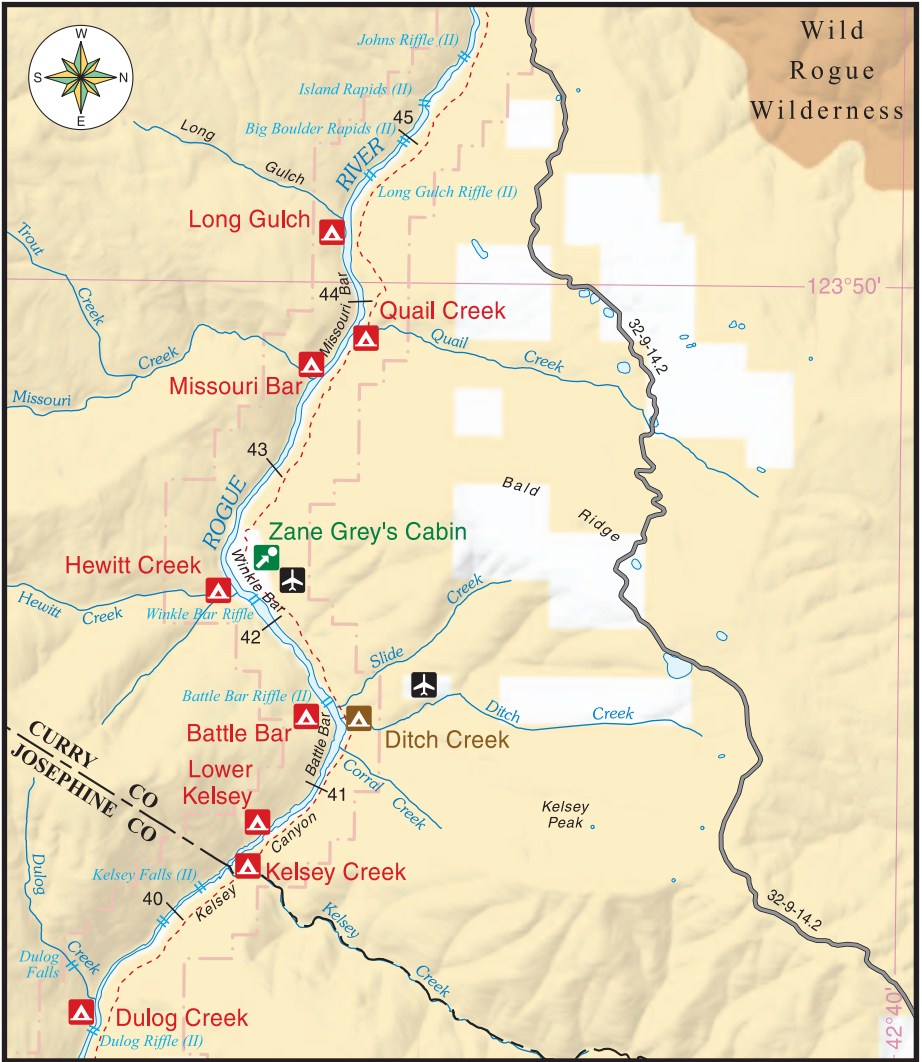 W
S
N
E
Wild
Rogue
Wilderness
Johns Riffle (II)
Island Rapids (II)
45
Big Boulder Rapids (II)
Long
Gulch
RIVER
Long Gulch Riffle (II)
Long Gulch
Trout
Creek
123°50'
44
Missouri Bar
Quail Creek
Quail
Creek
32-9-14.2
Creek
Missouri
Missouri Bar
43
ROGUE
Bald
Ridge
Zane Grey's Cabin
Winkle Bar
Hewitt Creek
Hewitt
Creek
Winkle Bar Riffle
42
Creek
Slide
Battle Bar Riffle (II)
Battle Bar
Battle Bar
Ditch Creek
Ditch
Creek
CURRY CO
JOSEPHINE CO
Lower
Kelsey
41
Corral
Creek
Canyon
Kelsey
Kelsey
Peak
Kelsey Creek
Kelsey Falls (II)
40
Kelsey
Creek
32-9-14.2
Dulog
Creek
Dulog
Falls
Dulog Creek
Dulog Riffle (II)
42°40'